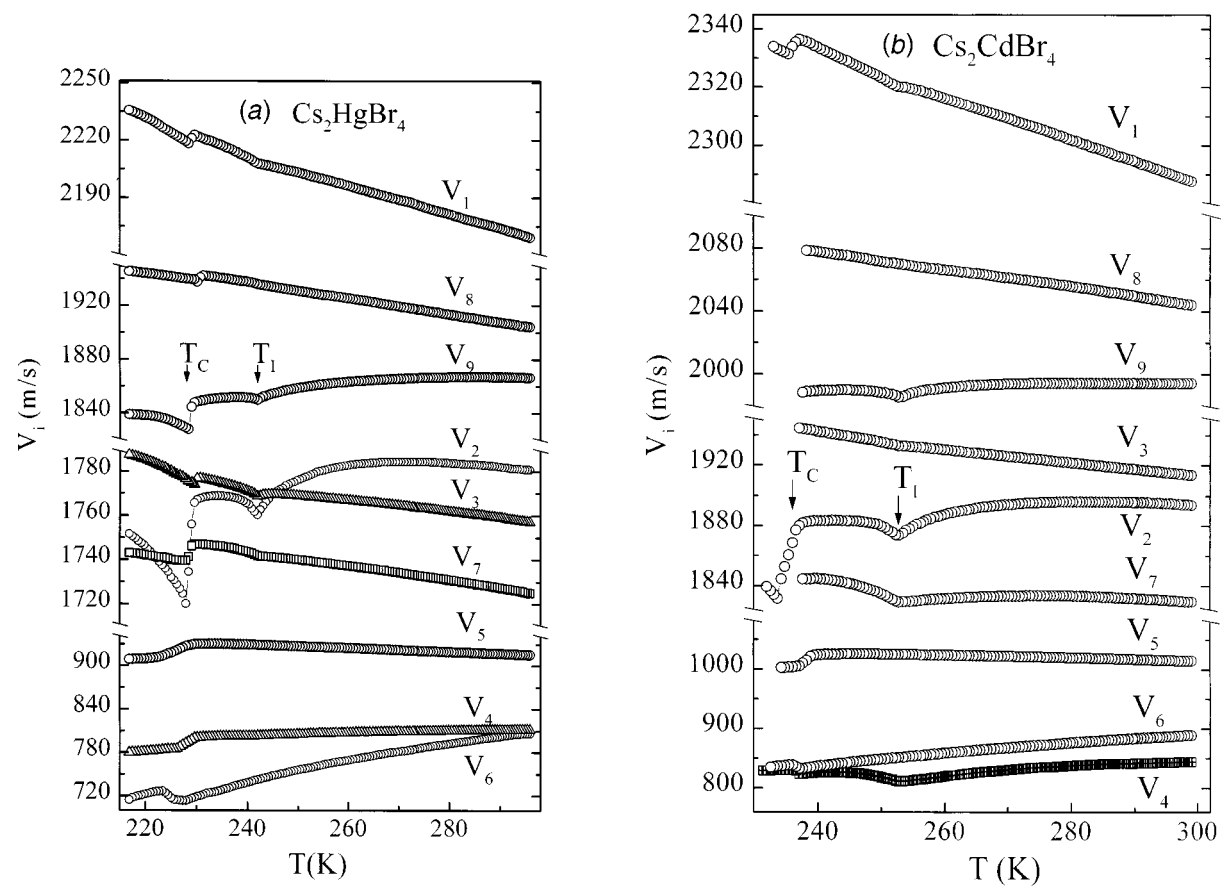 (a) Cs2HgBr4
2250
2220
2190
1920
1860
1840
1780
1760
1740
1720
900
840
780
720
V1
V8
TC
T1
V9
V2
V3
V7
V5
V4
V6
Vi (m/s)
220
240
260
280
T(K)
(b) Cs2CdBr4
2340
2320
2300
2080
2040
2000
1920
1880
1840
1000
900
800
V1
V8
V9
V3
TC
T1
V2
V7
V5
V6
V4
Vi (m/s)
240
260
280
300
T (K)